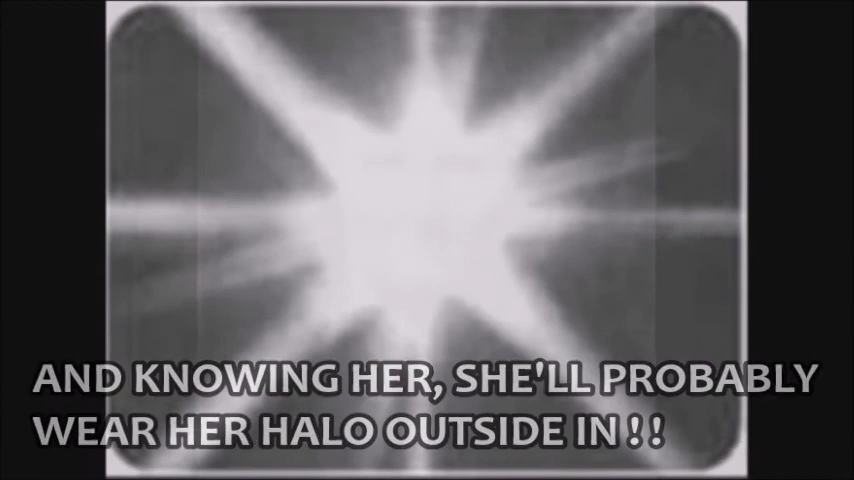 AND KNOWING HER, SHE'LL PROBABLY
WEAR HER HALO OUTSIDE IN ! !